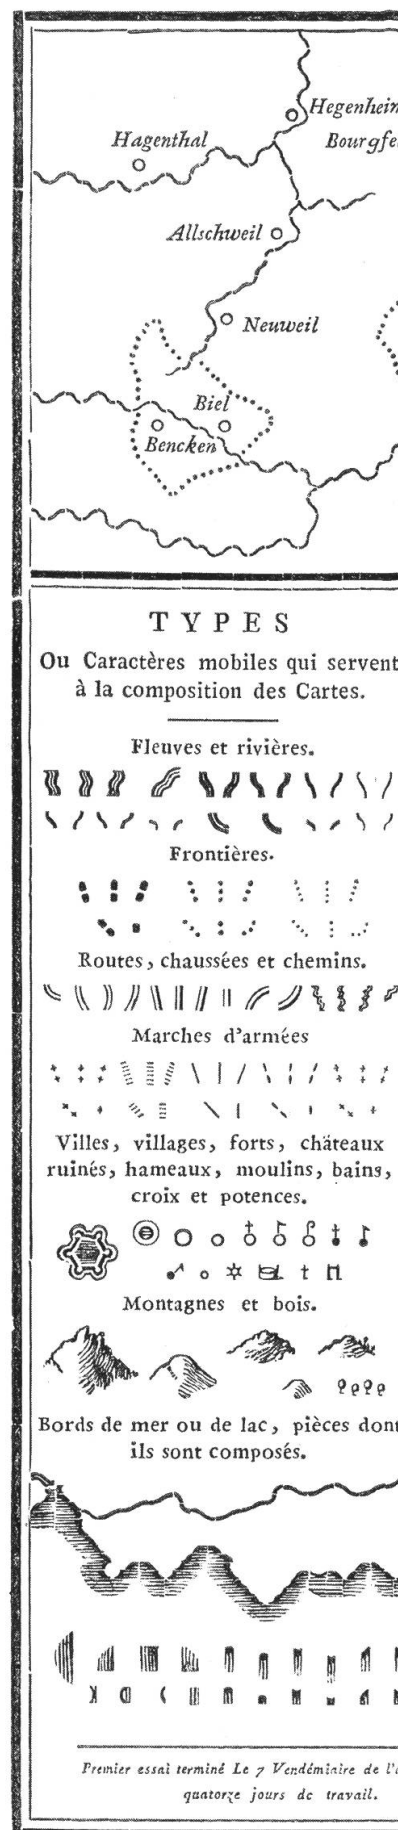 Hegenhein
Hagenthal
Bourgfe
Allschweil
Neuweil
Biel
Bencken
TYPES
Ou Caractères mobiles qui servent
à la composition des Cartes.
Fleuves et rivières.
Frontières.
Routes, chaussées et chemins.
Marches d'armées
Villes, villages, forts, châteaux
ruinés, hameaux, moulins, bains,
croix et potences.
Montagnes et bois.
Bords de mer ou de lac, pièces dont
ils sont composés.
Premier essai terminé Le 7 Vendémiaire de l'
quatorze jours de travail.